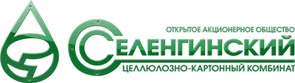 ОТКРЫТОЕ АКЦИОНЕРНОЕ ОБЩЕСТВО
СЕЛЕНГИНСКИЙ
ЦЕЛЛЮЛОЗНО-КАРТОННЫЙ КОМБИНАТ